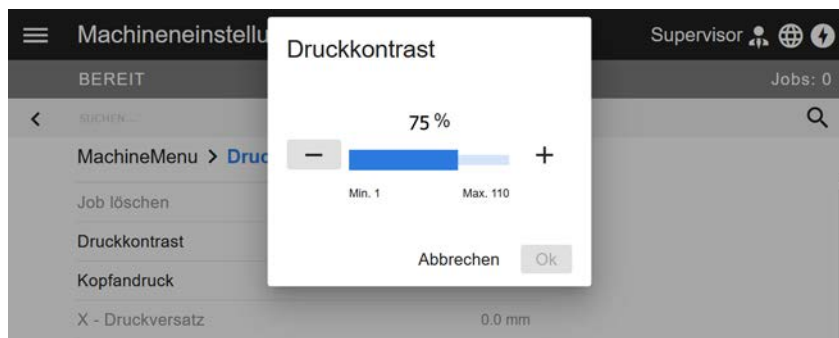 Machineneinstellu
Supervisor
BEREIT
Jobs: 0
SUCHEN...
MachineMenu > Druc
Job löschen
Druckkontrast
Kopfandruck
X - Druckversatz
0.0 mm
Druckkontrast
75 %
Min. 1
Max. 110
Abbrechen
Ok